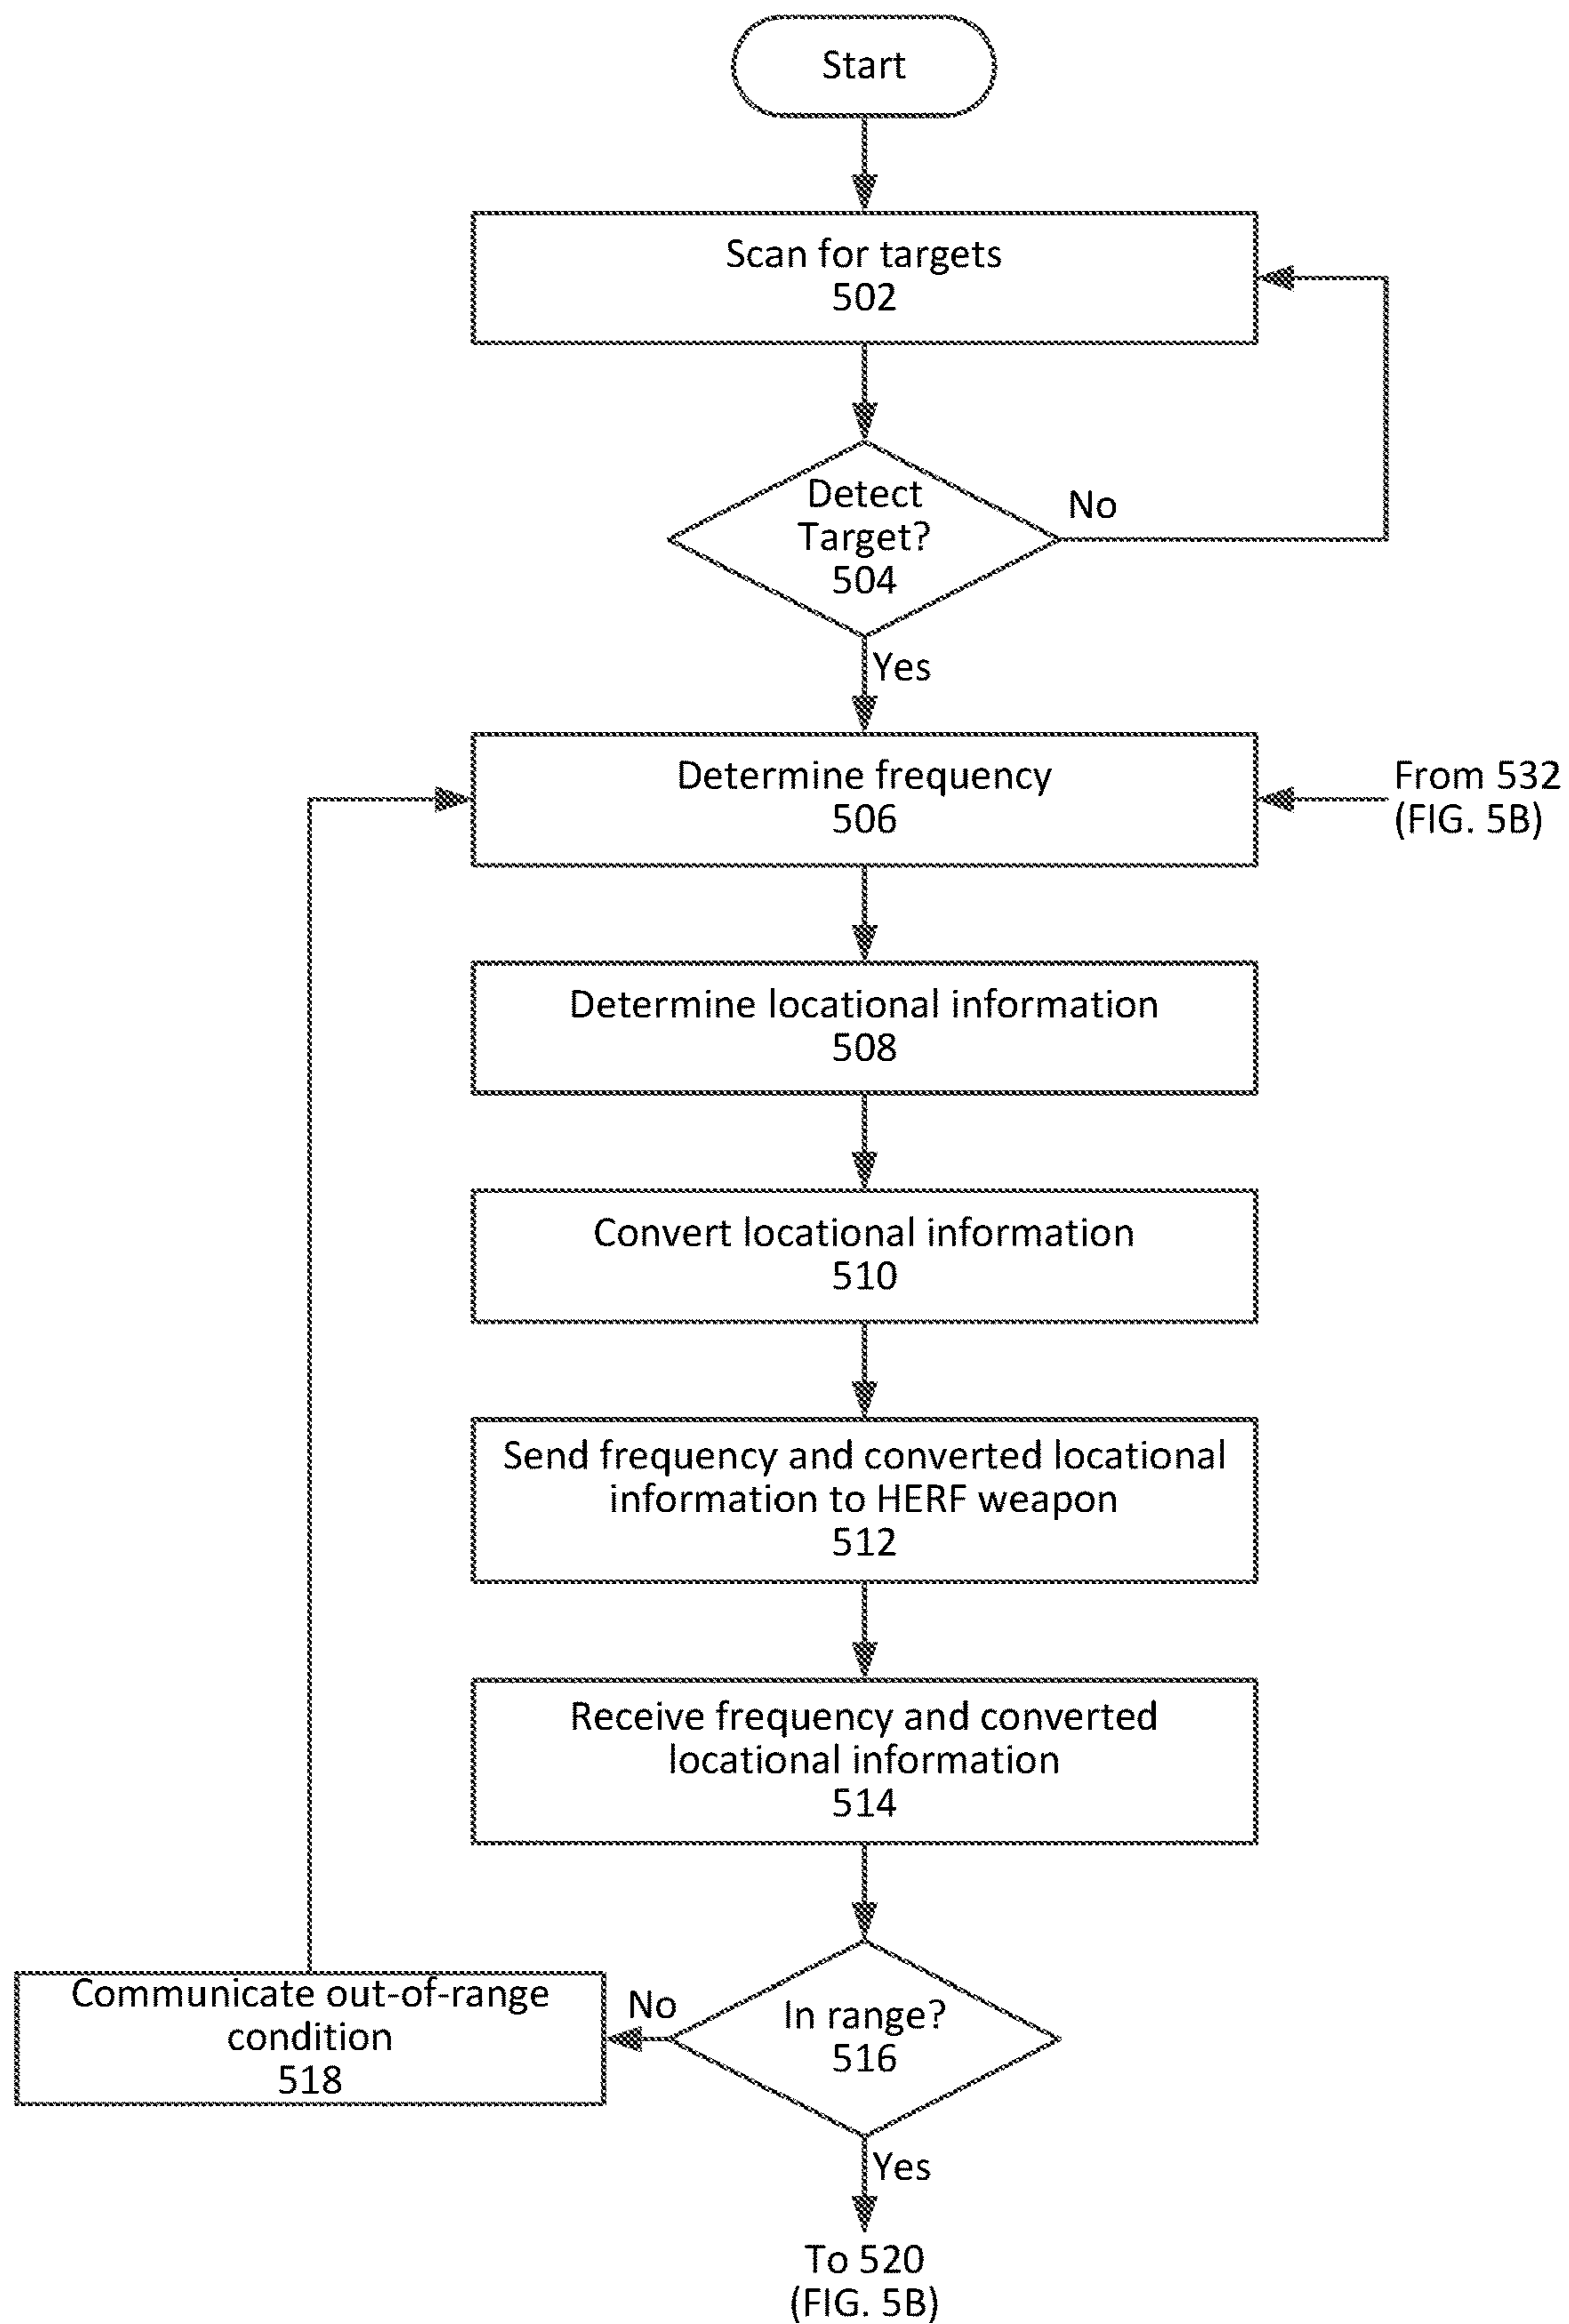 Start
Scan for targets
502
Detect
Target?
504
No
Yes
Determine frequency
506
From 532
(FIG. 5B)
Determine locational information
508
Convert locational information
510
Send frequency and converted locational
information to HERF weapon
512
Receive frequency and converted
locational information
514
In range?
516
No
Communicate out-of-range
condition
518
Yes
To 520
(FIG. 5B)